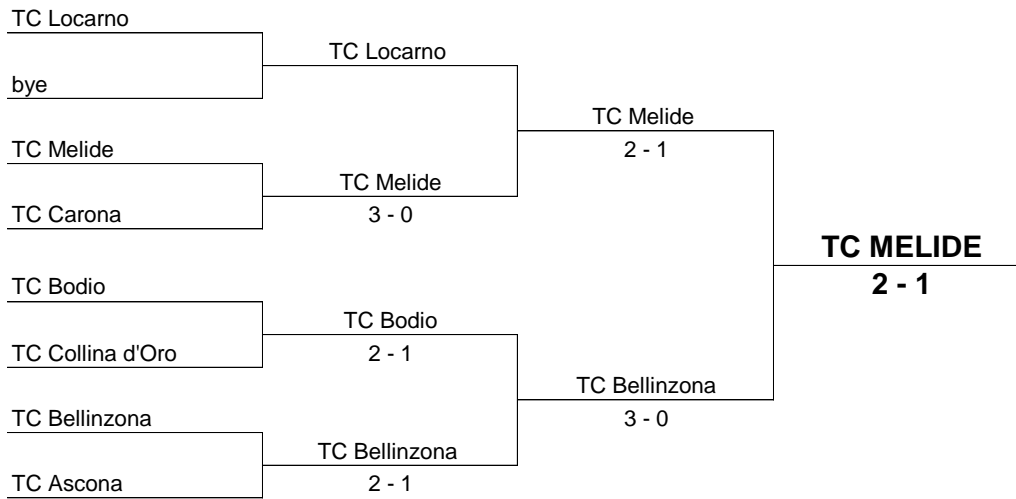 TC Locarno
TC Locarno
bye
TC Melide
TC Melide
2 - 1
TC Melide
TC Carona
3 - 0
TC MELIDE
2 - 1
TC Bodio
TC Bodio
TC Collina d'Oro
2 - 1
TC Bellinzona
TC Bellinzona
3 - 0
TC Bellinzona
TC Ascona
2 - 1